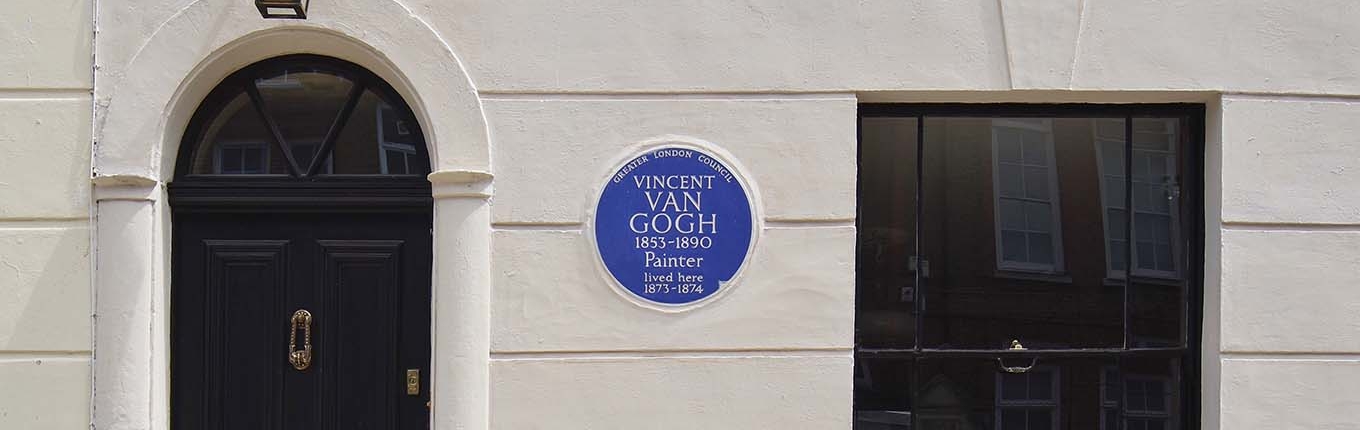 GREATER LONDON COUNCIL
VINCENT
VAN
GOGH
1853-1890
Painter
lived here
1873-1874